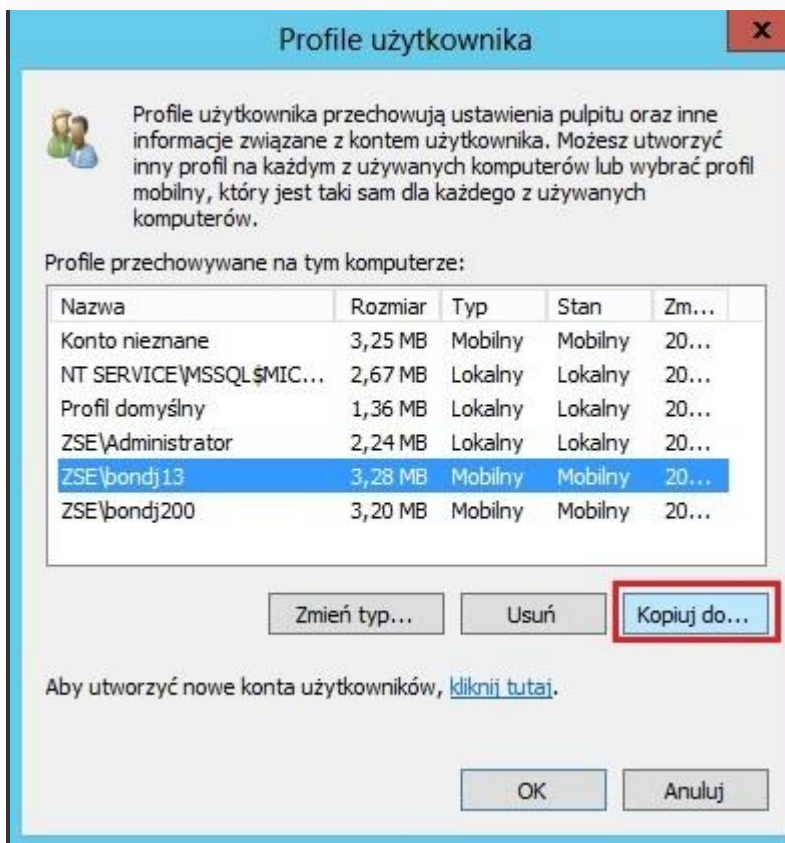 Profile użytkownika
x
Profile użytkownika przechowują ustawienia pulpitu oraz inne
informacje związane z kontem użytkownika. Możesz utworzyć
inny profil na każdym z używanych komputerów lub wybrać profil
mobilny, który jest taki sam dla każdego z używanych
komputerów.
Profile przechowywane na tym komputerze:
Nazwa Rozmiar Typ Stan Zm...
Konto nieznane 3,25 MB Mobilny Mobilny 20...
NT SERVICE\MSSQL$MIC... 2,67 MB Lokalny Lokalny 20...
Profil domyślny 1,36 MB Lokalny Lokalny 20...
ZSE\Administrator 2,24 MB Lokalny Lokalny 20...
ZSE\bondj13 3,28 MB Mobilny Mobilny 20...
ZSE\bondj200 3,20 MB Mobilny Mobilny 20...
Zmień typ... Usuń Kopiuj do...
Aby utworzyć nowe konta użytkowników, kliknij tutaj.
OK Anuluj